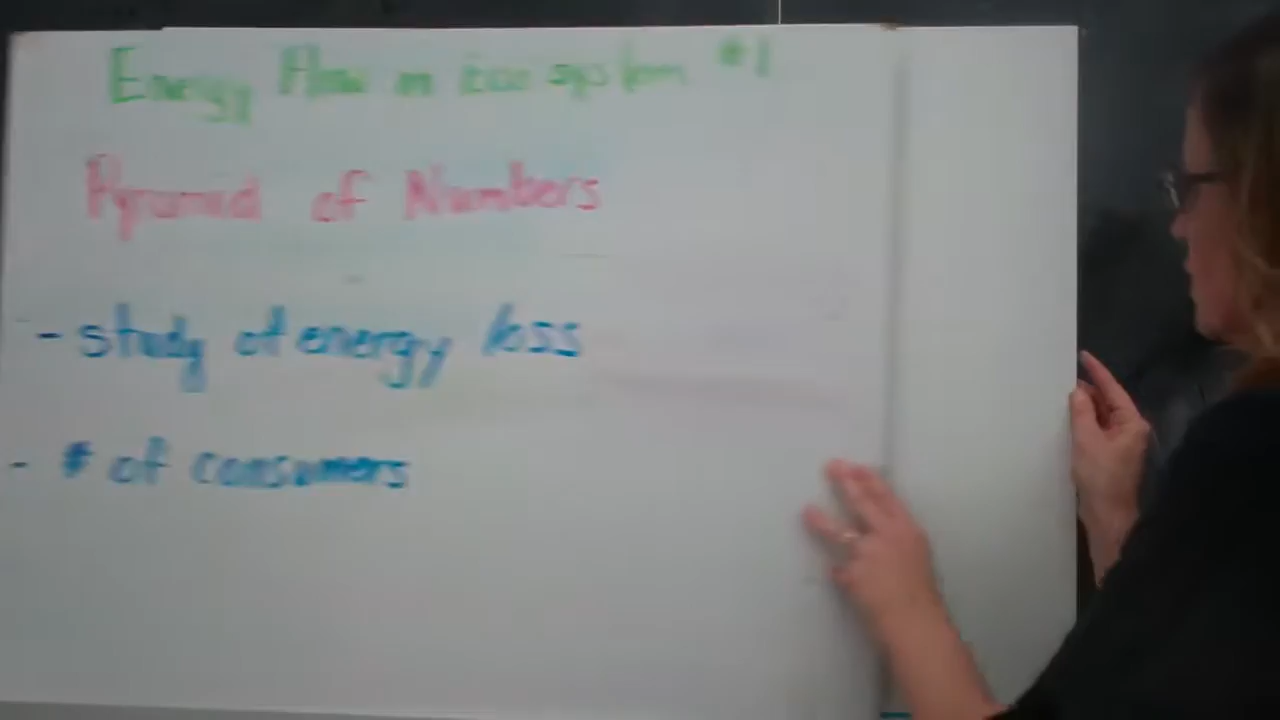 Energy Flow in Ecosystem #1
Pyramid of Numbers
- study of energy loss
- # of consumers